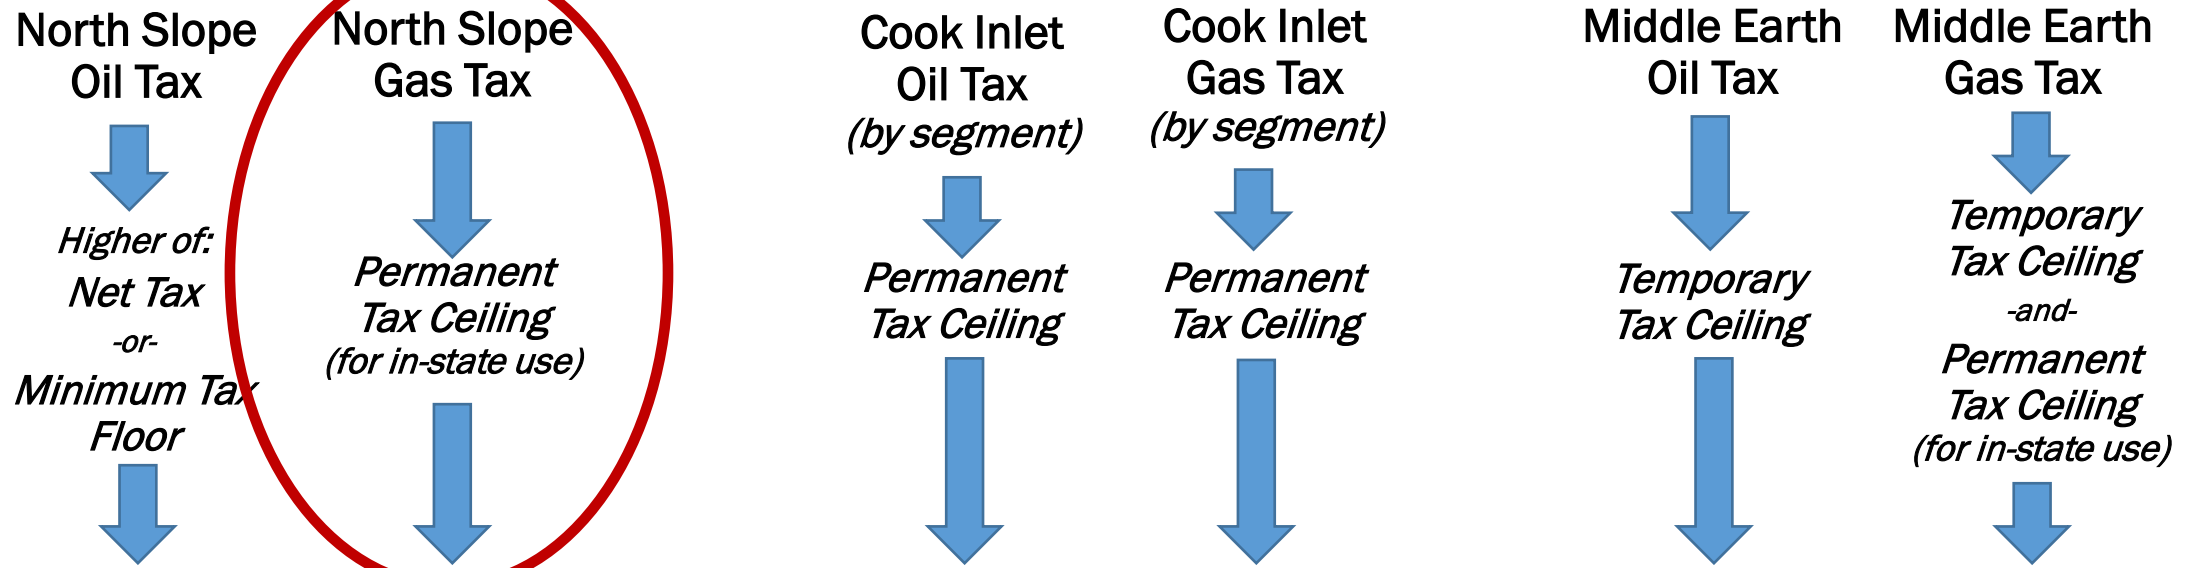 North Slope
Oil Tax
Higher of:
Net Tax
-or-
Minimum Tax
Floor
North Slope
Gas Tax
Permanent
Tax Ceiling
(for in-state use)
Cook Inlet
Oil Tax
(by segment)
Permanent
Tax Ceiling
Cook Inlet
Gas Tax
(by segment)
Permanent
Tax Ceiling
Middle Earth
Oil Tax
Temporary
Tax Ceiling
Middle Earth
Gas Tax
Temporary
Tax Ceiling
-and-
Permanent
Tax Ceiling
(for in-state use)